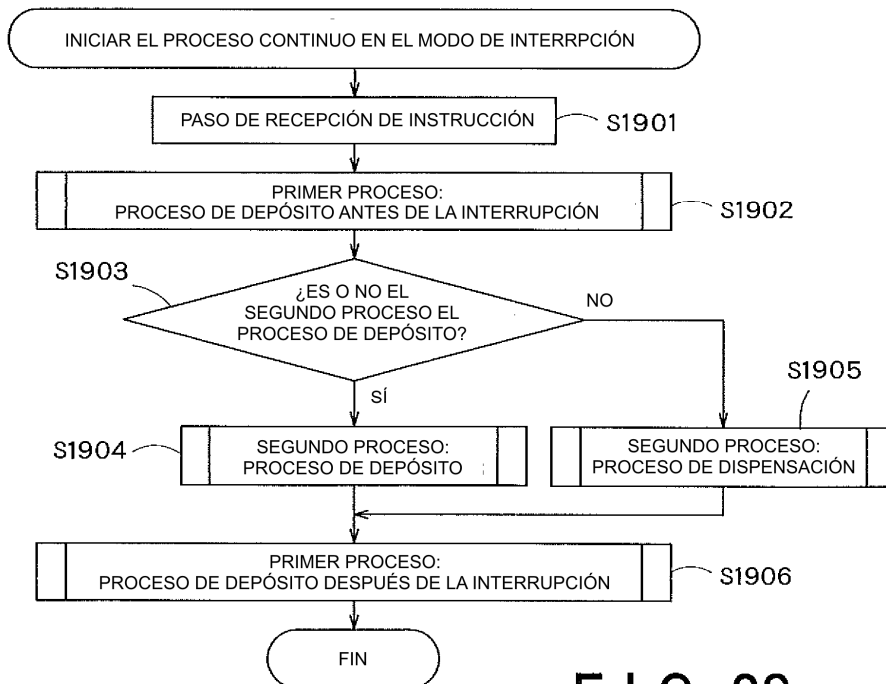 INICIAR EL PROCESO CONTINUO EN EL MODO DE INTERRPCIÓN
PASO DE RECEPCIÓN DE INSTRUCCIÓN
S1901
PRIMER PROCESO:
PROCESO DE DEPÓSITO ANTES DE LA INTERRUPCIÓN
S1902
S1903
¿ES O NO EL
SEGUNDO PROCESO EL
PROCESO DE DEPÓSITO?
NO
SÍ
S1905
S1904
SEGUNDO PROCESO:
PROCESO DE DEPÓSITO
SEGUNDO PROCESO:
PROCESO DE DISPENSACIÓN
PRIMER PROCESO:
PROCESO DE DEPÓSITO DESPUÉS DE LA INTERRUPCIÓN
S1906
FIN